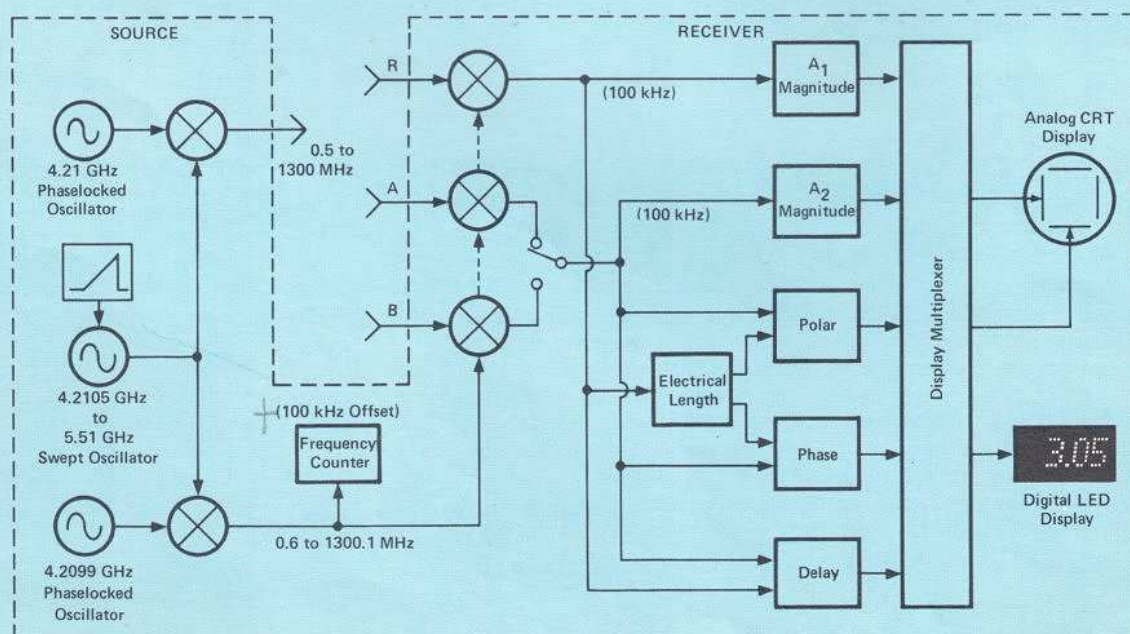 SOURCE
RECEIVER
R
(100 kHz)
A1
Magnitude
Analog CRT
Display
4.21 GHz
Phaselocked
Oscillator
0.5 to
1300 MHz
A
(100 kHz)
A2
Magnitude
4.2105 GHz
to
5.51 GHz
Swept Oscillator
B
Polar
Electrical
Length
Display Multiplexer
(100 kHz Offset)
Frequency
Counter
Phase
3.05
Digital LED
Display
4.2099 GHz
Phaselocked
Oscillator
0.6 to 1300.1 MHz
Delay